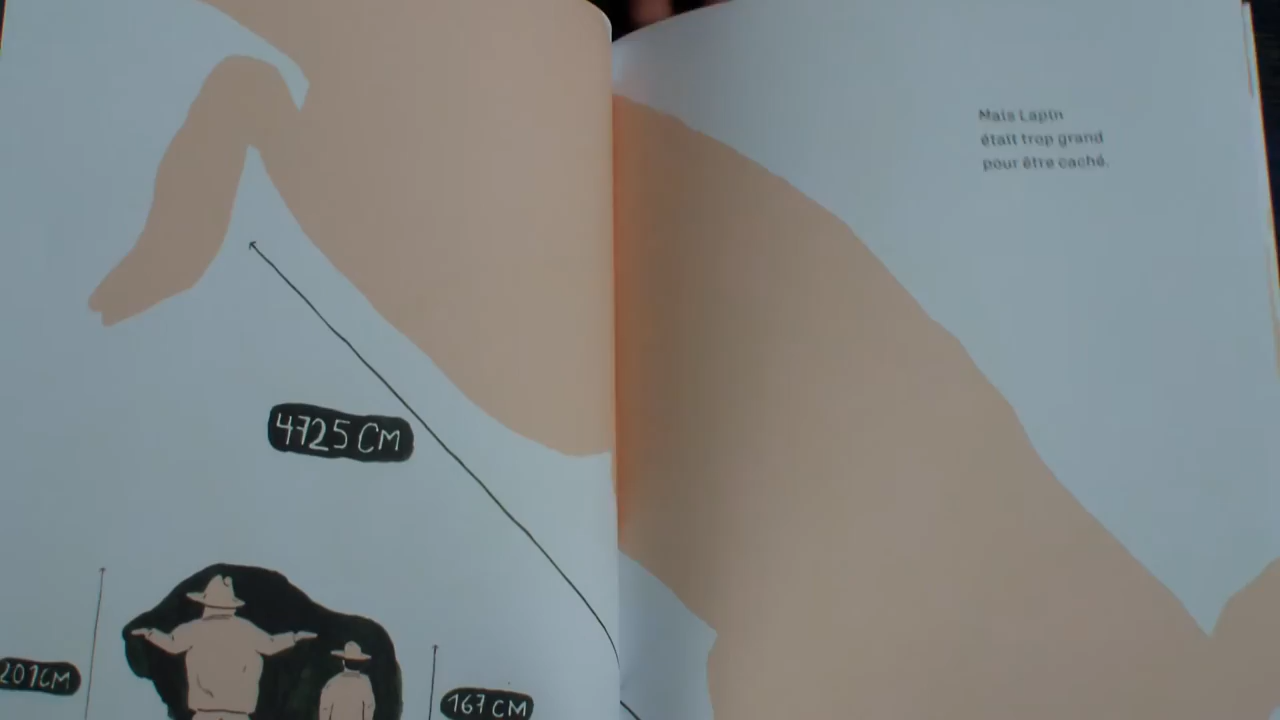 Mais Lapin
était trop grand
pour être caché.
4725 CM
201CM
167 CM